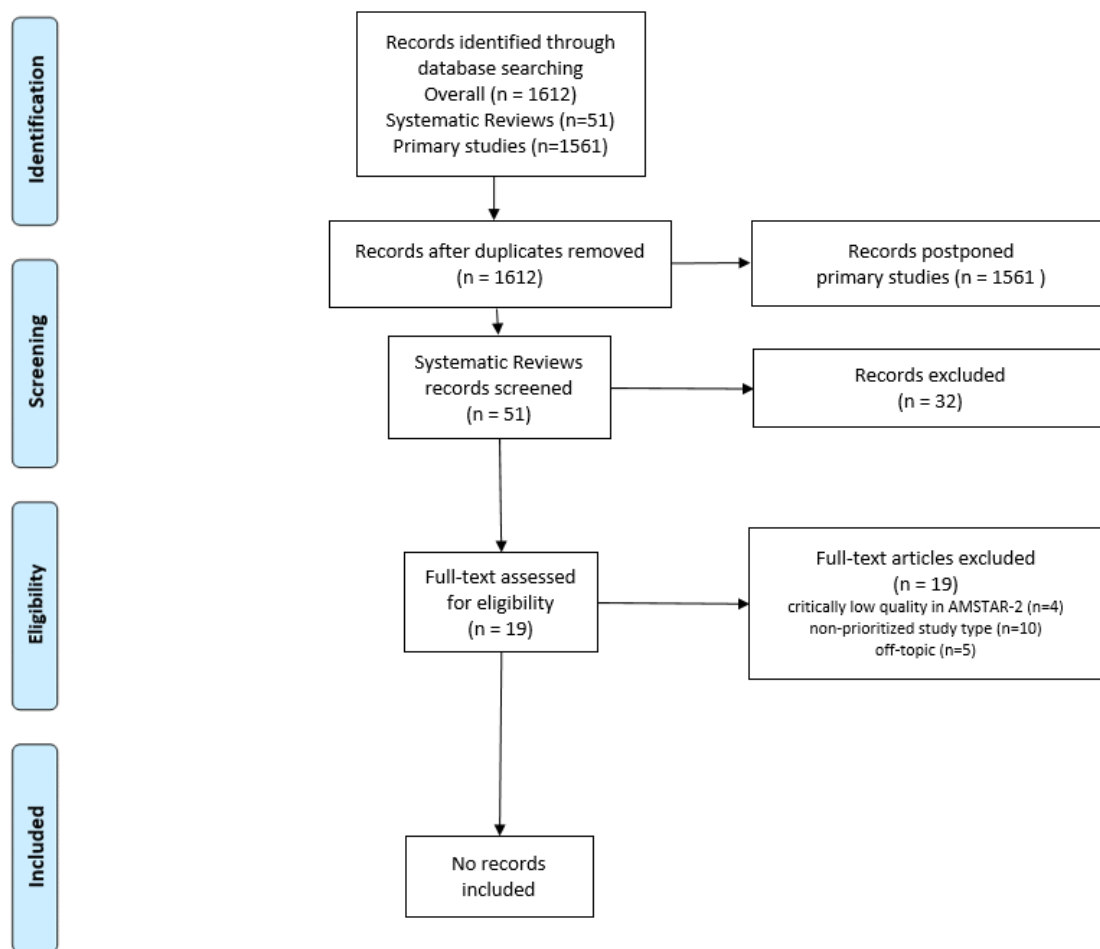 Identification
Records identified through
database searching
Overall (n = 1612)
Systematic Reviews (n=51)
Primary studies (n=1561)
Records after duplicates removed
(n = 1612)
Records postponed
primary studies (n = 1561 )
Screening
Systematic Reviews
records screened
(n = 51)
Records excluded
(n = 32)
Eligibility
Full-text assessed
for eligibility
(n = 19)
Full-text articles excluded
(n = 19)
critically low quality in AMSTAR-2 (n=4)
non-prioritized study type (n=10)
off-topic (n=5)
Included
No records
included